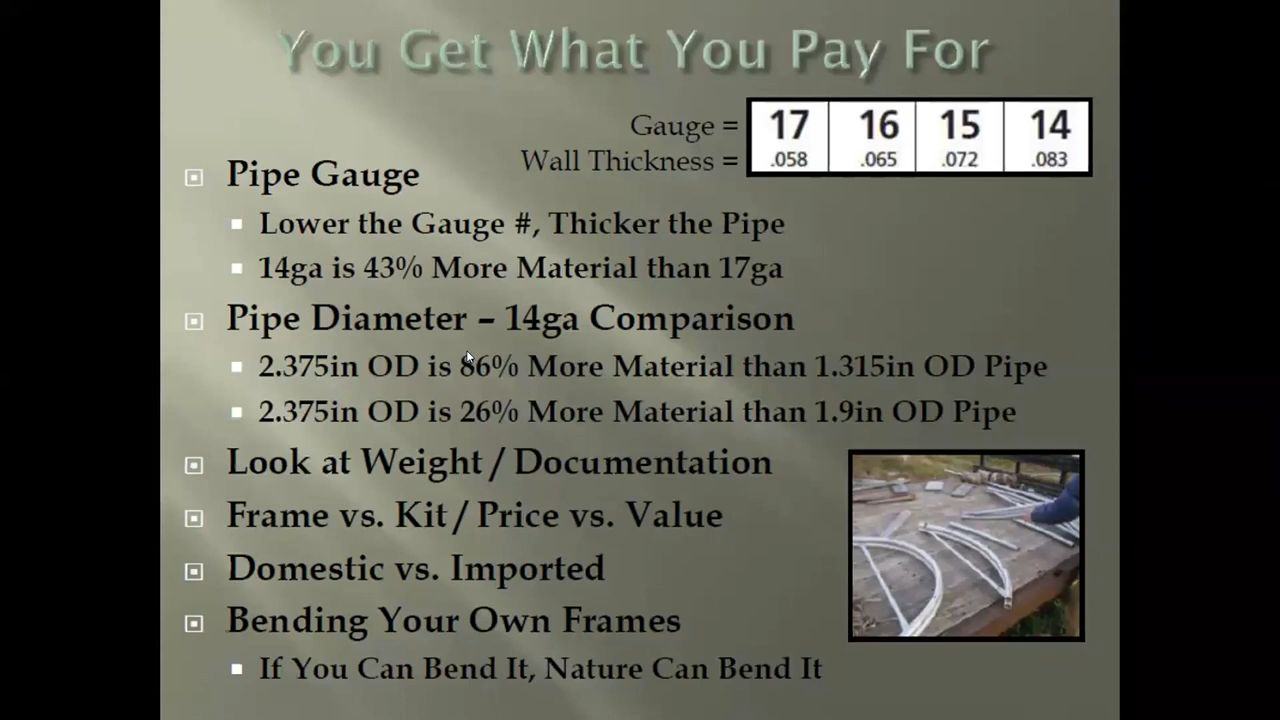 You Get What You Pay For
Gauge = 17 16 15 14
Wall Thickness = .058 .065 .072 .083
Pipe Gauge
Lower the Gauge #, Thicker the Pipe
14ga is 43% More Material than 17ga
Pipe Diameter – 14ga Comparison
2.375in OD is 86% More Material than 1.315in OD Pipe
2.375in OD is 26% More Material than 1.9in OD Pipe
Look at Weight / Documentation
Frame vs. Kit / Price vs. Value
Domestic vs. Imported
Bending Your Own Frames
If You Can Bend It, Nature Can Bend It